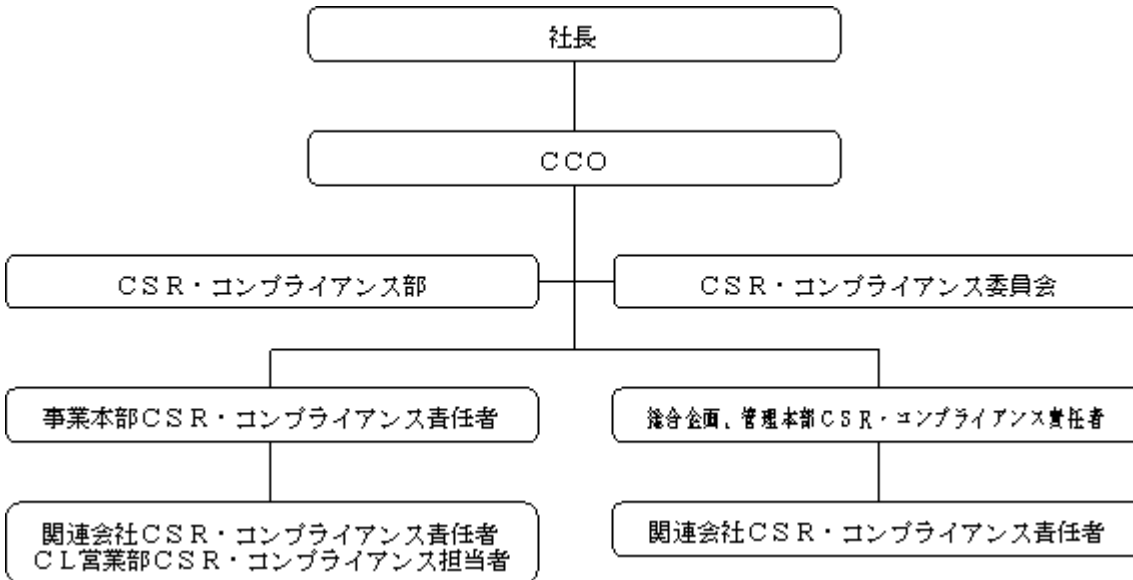 社長
CCO
CSR・コンプライアンス部
CSR・コンプライアンス委員会
事業本部CSR・コンプライアンス責任者
総合企画、管理本部CSR・コンプライアンス責任者
関連会社CSR・コンプライアンス責任者
CL営業部CSR・コンプライアンス担当者
関連会社CSR・コンプライアンス責任者